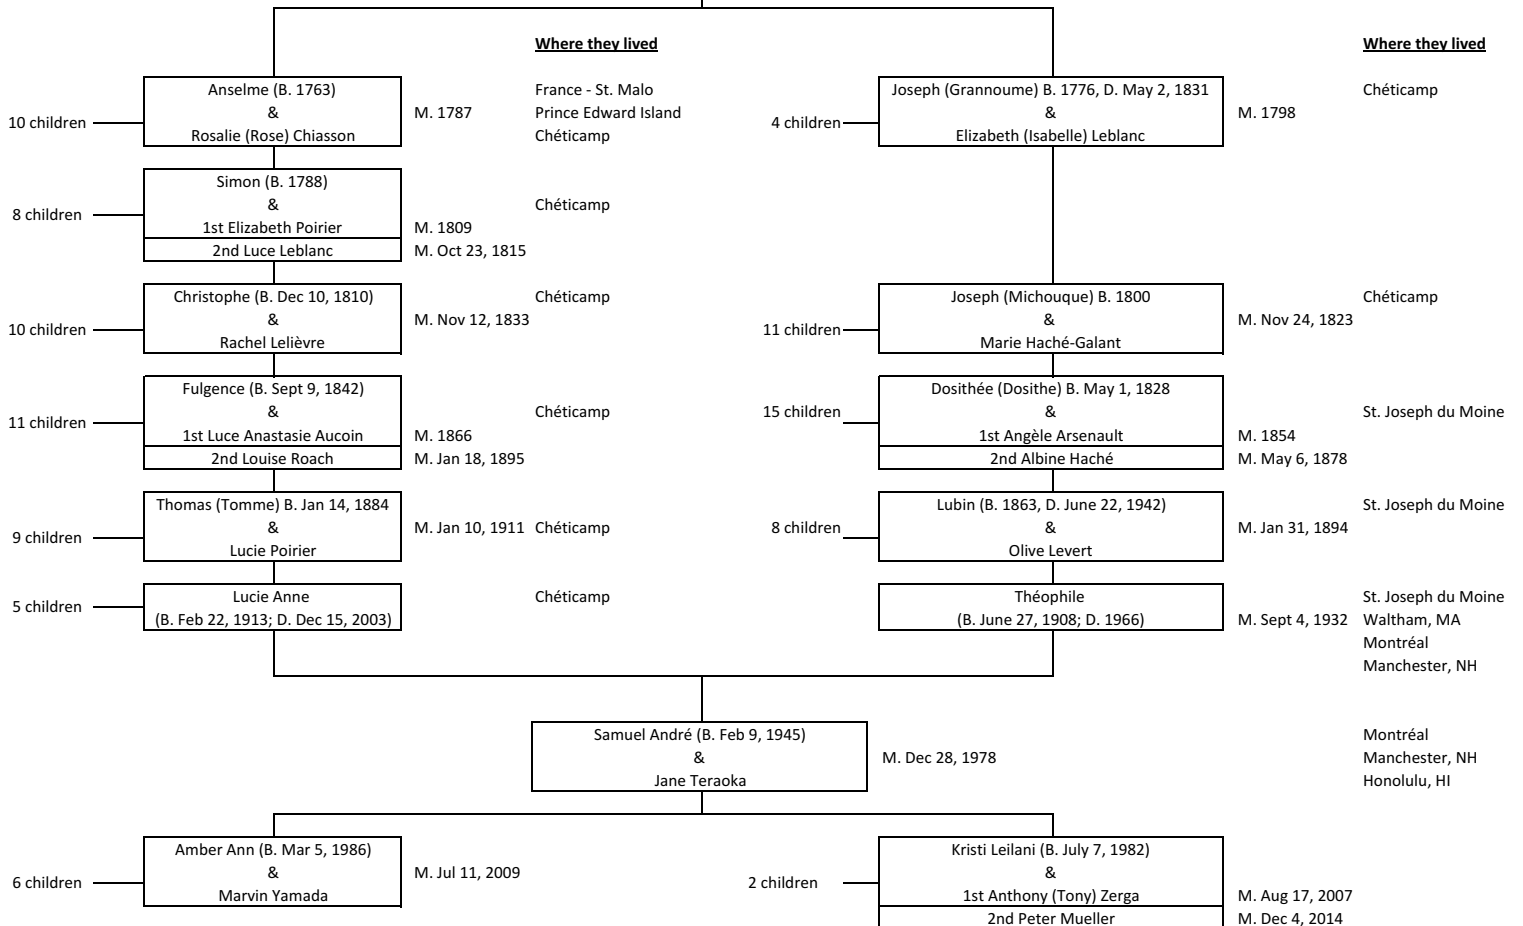 Where they lived
Where they lived
Anselme (B. 1763)
&
Rosalie (Rose) Chiasson
10 children
M. 1787
France - St. Malo
Prince Edward Island
Chéticamp
Joseph (Grannoume) B. 1776, D. May 2, 1831
&
Elizabeth (Isabelle) Leblanc
4 children
M. 1798
Chéticamp
Simon (B. 1788)
&
1st Elizabeth Poirier
2nd Luce Leblanc
8 children
M. 1809
M. Oct 23, 1815
Chéticamp
Christophe (B. Dec 10, 1810)
&
Rachel Lelièvre
10 children
M. Nov 12, 1833
Chéticamp
Joseph (Michouque) B. 1800
&
Marie Haché-Galant
11 children
M. Nov 24, 1823
Chéticamp
Fulgence (B. Sept 9, 1842)
&
1st Luce Anastasie Aucoin
2nd Louise Roach
11 children
M. 1866
M. Jan 18, 1895
Chéticamp
Dosithée (Dosithe) B. May 1, 1828
&
1st Angèle Arsenault
2nd Albine Haché
15 children
M. 1854
M. May 6, 1878
St. Joseph du Moine
Thomas (Tomme) B. Jan 14, 1884
&
Lucie Poirier
9 children
M. Jan 10, 1911
Chéticamp
Lubin (B. 1863, D. June 22, 1942)
&
Olive Levert
8 children
M. Jan 31, 1894
St. Joseph du Moine
Lucie Anne
(B. Feb 22, 1913; D. Dec 15, 2003)
5 children
Chéticamp
Théophile
(B. June 27, 1908; D. 1966)
M. Sept 4, 1932
St. Joseph du Moine
Waltham, MA
Montréal
Manchester, NH
Samuel André (B. Feb 9, 1945)
&
Jane Teraoka
M. Dec 28, 1978
Montréal
Manchester, NH
Honolulu, HI
Amber Ann (B. Mar 5, 1986)
&
Marvin Yamada
6 children
M. Jul 11, 2009
Kristi Leilani (B. July 7, 1982)
&
1st Anthony (Tony) Zerga
2nd Peter Mueller
2 children
M. Aug 17, 2007
M. Dec 4, 2014